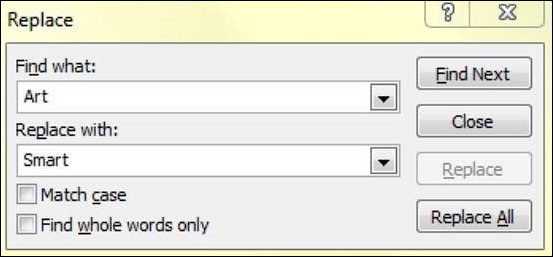 Replace
Find what:
Art
Replace with:
Smart
Match case
Find whole words only
Find Next
Close
Replace
Replace All